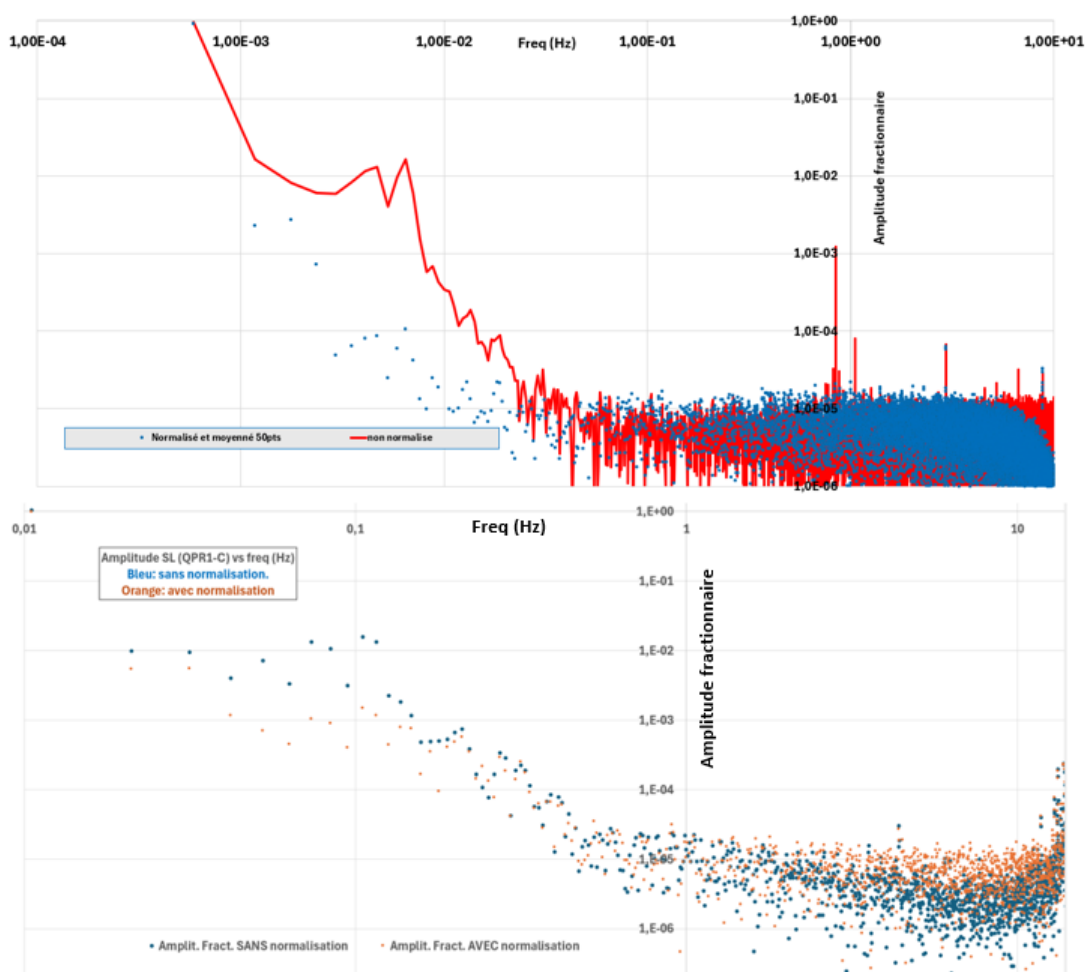 1,0E+00
1,00E-04 1,00E-03 1,00E-02 Freq (Hz) 1,00E-01 1,00E+00 1,00E+01
1,0E-01
Amplitude fractionnaire
1,0E-02
1,0E-03
1,0E-04
1,0E-05
Normalisé et moyenné 50pts non normalise
1,0E-06
1,E+00
0,01 0,1 Freq (Hz) 1 10
Amplitude SL (QPR1-C) vs freq (Hz)
Bleu: sans normalisation.
Orange: avec normalisation
1,E-01
Amplitude fractionnaire
1,E-02
1,E-03
1,E-04
1,E-05
1,E-06
Amplit. Fract. SANS normalisation Amplit. Fract. AVEC normalisation